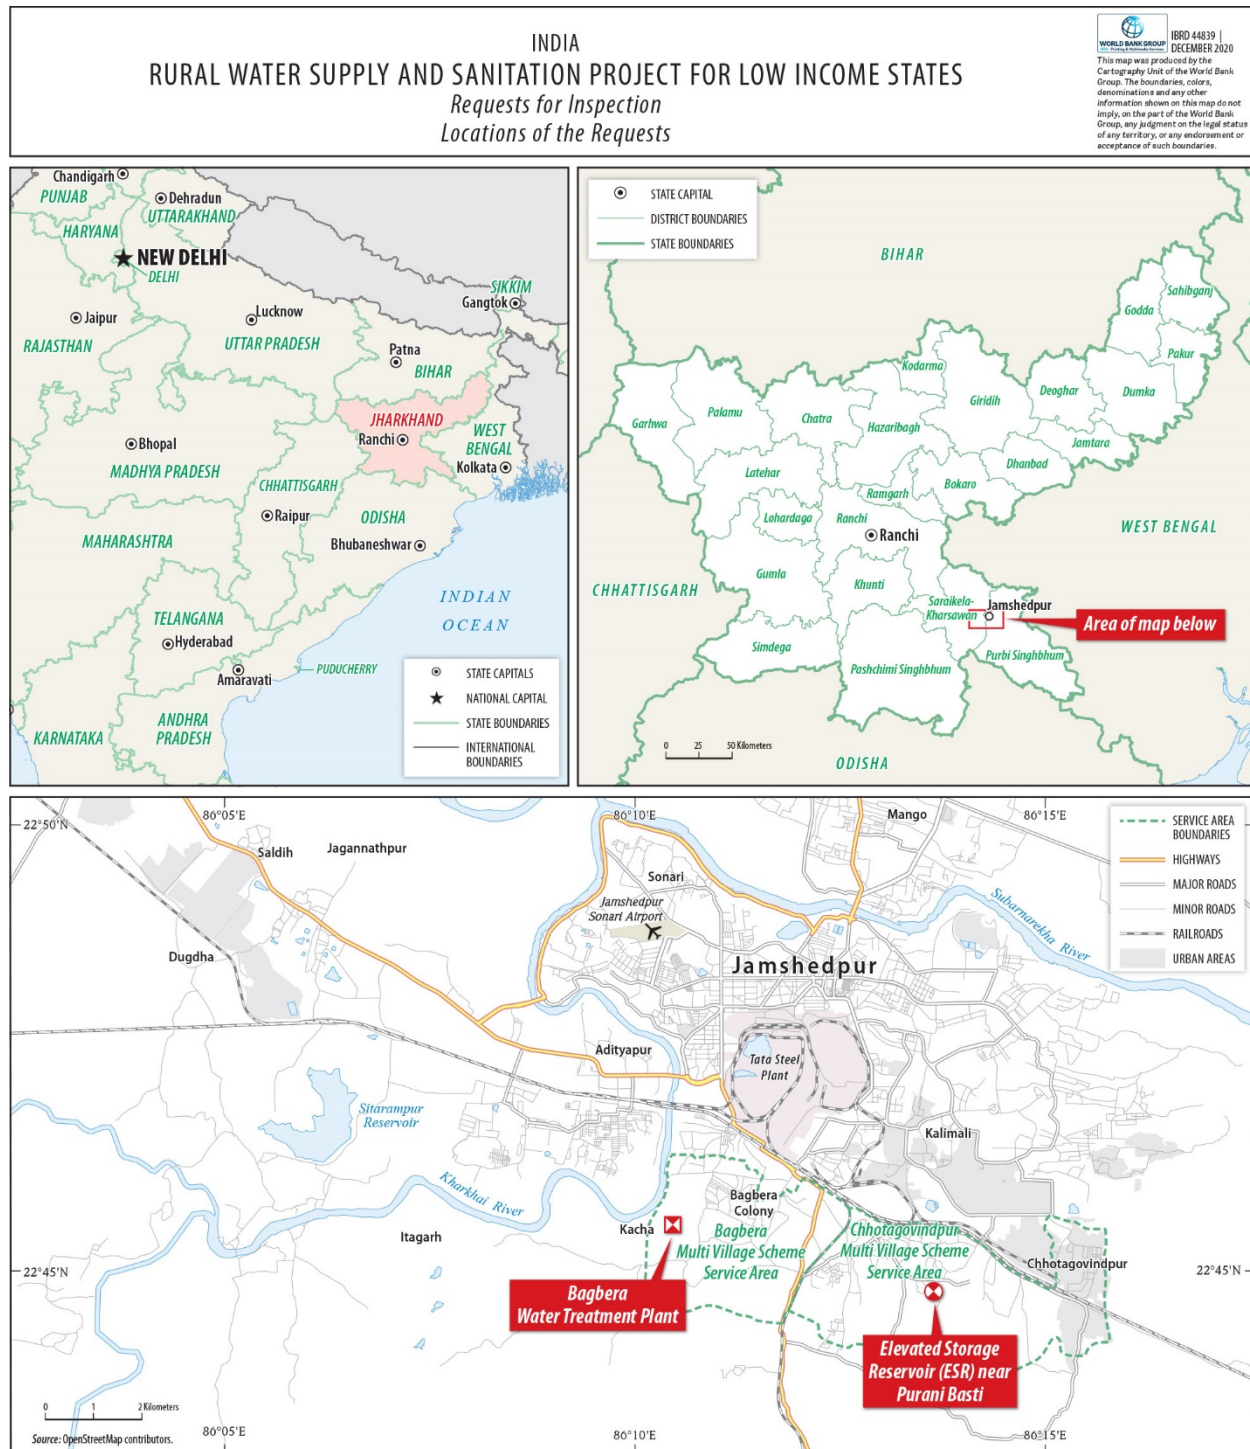 INDIA
RURAL WATER SUPPLY AND SANITATION PROJECT FOR LOW INCOME STATES
Requests for Inspection
Locations of the Requests
WORLD BANK GROUP
IBRD 44839 |
DECEMBER 2020
This map was produced by the
Cartography Unit of the World Bank
Group. The boundaries, colors,
denominations and any other
information shown on this map do not
imply, on the part of the World Bank
Group, any judgment on the legal status
of any territory, or any endorsement or
acceptance of such boundaries.
Chandigarh
PUNJAB
Dehradun
UTTARAKHAND
HARYANA
NEW DELHI
DELHI
SIKKIM
Gangtok
Jaipur
Lucknow
RAJASTHAN
UTTAR PRADESH
Patna
BIHAR
JHARKHAND
Ranchi
WEST
BENGAL
Kolkata
Bhopal
MADHYA PRADESH
CHHATTISGARH
Raipur
ODISHA
MAHARASHTRA
Bhubaneshwar
INDIAN
OCEAN
TELANGANA
Hyderabad
Amaravati
PUDUCHERRY
ANDHRA
PRADESH
KARNATAKA
STATE CAPITALS
NATIONAL CAPITAL
STATE BOUNDARIES
INTERNATIONAL
BOUNDARIES
STATE CAPITAL
DISTRICT BOUNDARIES
STATE BOUNDARIES
BIHAR
Sahibganj
Godda
Pakur
Kodarma
Giridih
Deoghar
Dumka
Garhwa
Palamu
Chatra
Hazaribagh
Jamtara
Dhanbad
Latehar
Bokaro
Ramgarh
Lohardaga
Ranchi
Ranchi
WEST BENGAL
Gumla
Khunti
CHHATTISGARH
Saraikela-
Kharsawan
Jamshedpur
Area of map below
Simdega
Pashchimi Singhbhum
Purbi Singhbhum
0 25 50 Kilometers
ODISHA
86°05'E
86°10'E
86°15'E
22°50'N
Mango
Saldih
Jagannathpur
Sonari
Jamshedpur
Sonari Airport
Subarnarekha River
Dugdha
Jamshedpur
SERVICE AREA
BOUNDARIES
HIGHWAYS
MAJOR ROADS
MINOR ROADS
RAILROADS
URBAN AREAS
Adityapur
Tata Steel
Plant
Sitarampur
Reservoir
Kalimali
Kharkhai River
Bagbera
Colony
Kacha
Itagarh
Bagbera
Multi Village Scheme
Service Area
Chhotagovindpur
Multi Village Scheme
Service Area
Chhotagovindpur
22°45'N
22°45'N
Bagbera
Water Treatment Plant
Elevated Storage
Reservoir (ESR) near
Purani Basti
0 1 2 Kilometers
Source: OpenStreetMap contributors.
86°05'E
86°10'E
86°15'E